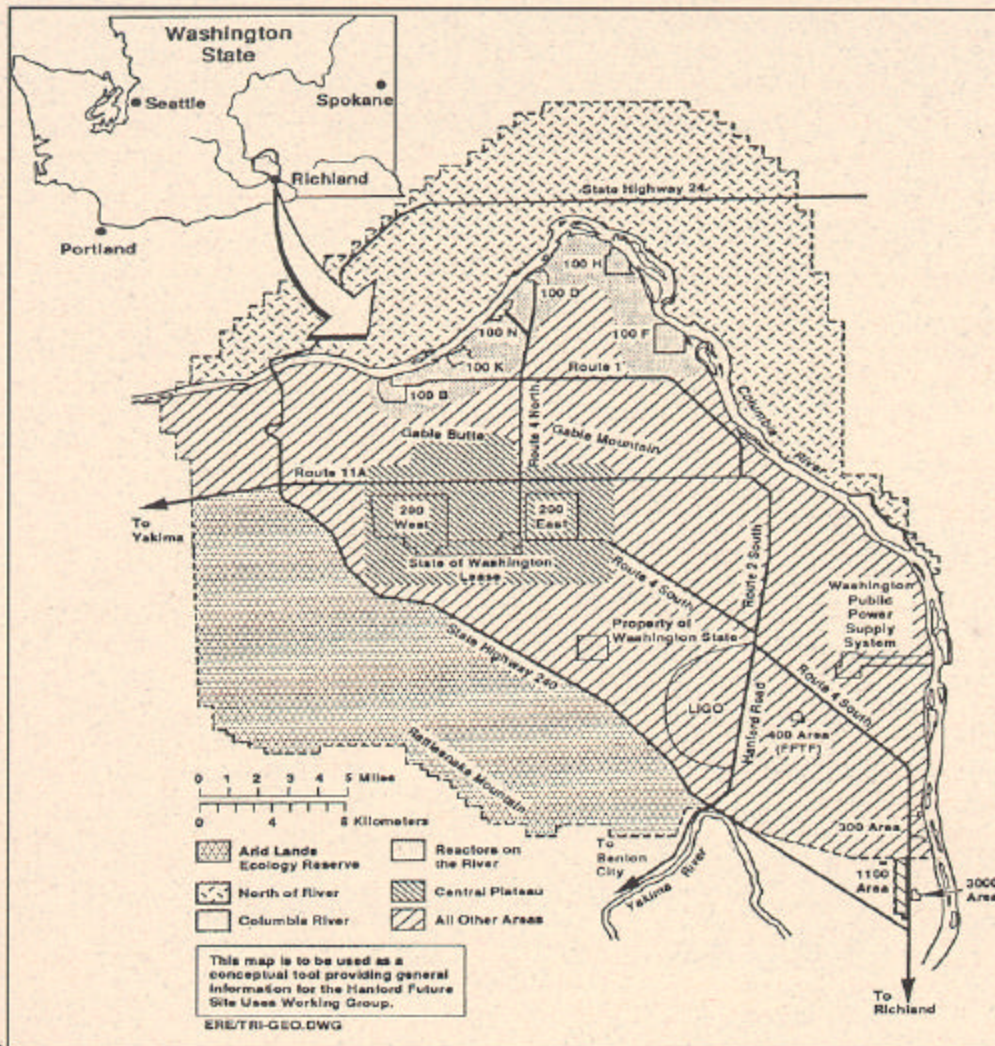 Washington
State
Seattle
Spokane
Richland
Portland
State Highway 24
100 H
100 D
100 N
100 F
100 K
Route 1
100 B
Columbia
River
Route 4 North
Gable Butte
Gable Mountain
Route 11A
To
Yakima
200
West
200
East
State of Washington
Lease
Route 4 South
Route 2 South
Washington
Public
Power
Supply
System
Property of
Washington State
State Highway 240
LIGO
Hanford Road
Route 4 South
400 Area
(FFTF)
Rattlesnake Mountain
0 1 2 3 4 5 Miles
0 4 8 Kilometers
300 Area
To
Benton
City
Yakima River
1100
Area
3000
Area
Arid Lands
Ecology Reserve
Reactors on
the River
North of River
Central Plateau
Columbia River
All Other Areas
This map is to be used as a
conceptual tool providing general
information for the Hanford Future
Site Uses Working Group.
ERE/TRI-GEO.DWG
To
Richland